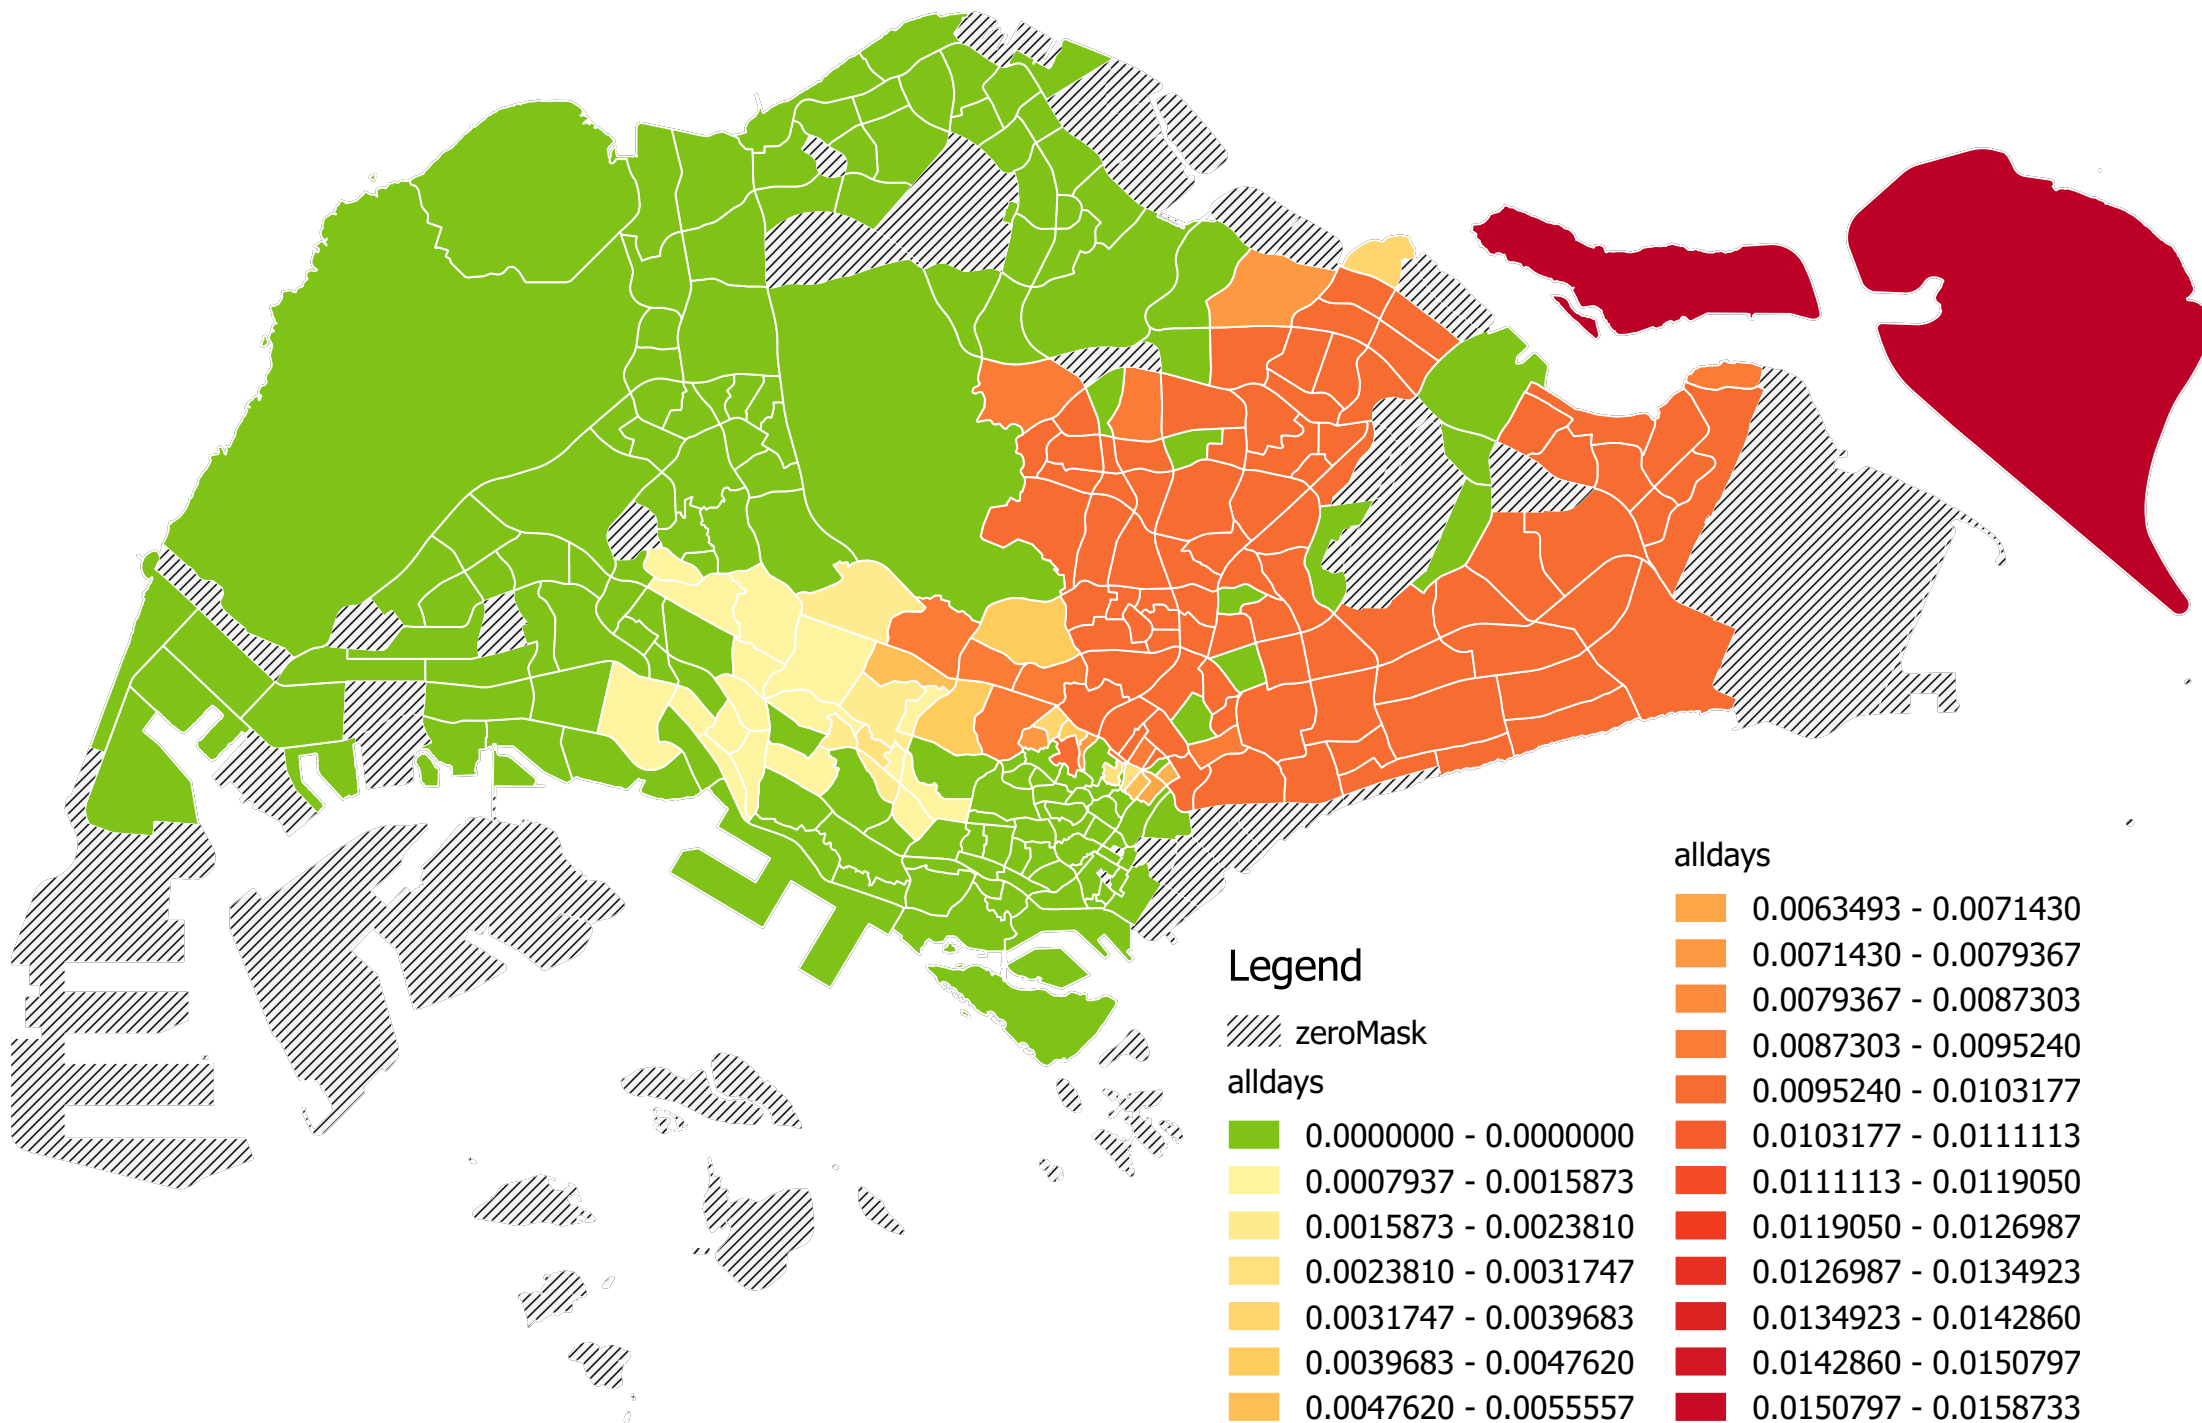 Legend
zeroMask
alldays
0.0000000 - 0.0000000
0.0007937 - 0.0015873
0.0015873 - 0.0023810
0.0023810 - 0.0031747
0.0031747 - 0.0039683
0.0039683 - 0.0047620
0.0047620 - 0.0055557
alldays
0.0063493 - 0.0071430
0.0071430 - 0.0079367
0.0079367 - 0.0087303
0.0087303 - 0.0095240
0.0095240 - 0.0103177
0.0103177 - 0.0111113
0.0111113 - 0.0119050
0.0119050 - 0.0126987
0.0126987 - 0.0134923
0.0134923 - 0.0142860
0.0142860 - 0.0150797
0.0150797 - 0.0158733